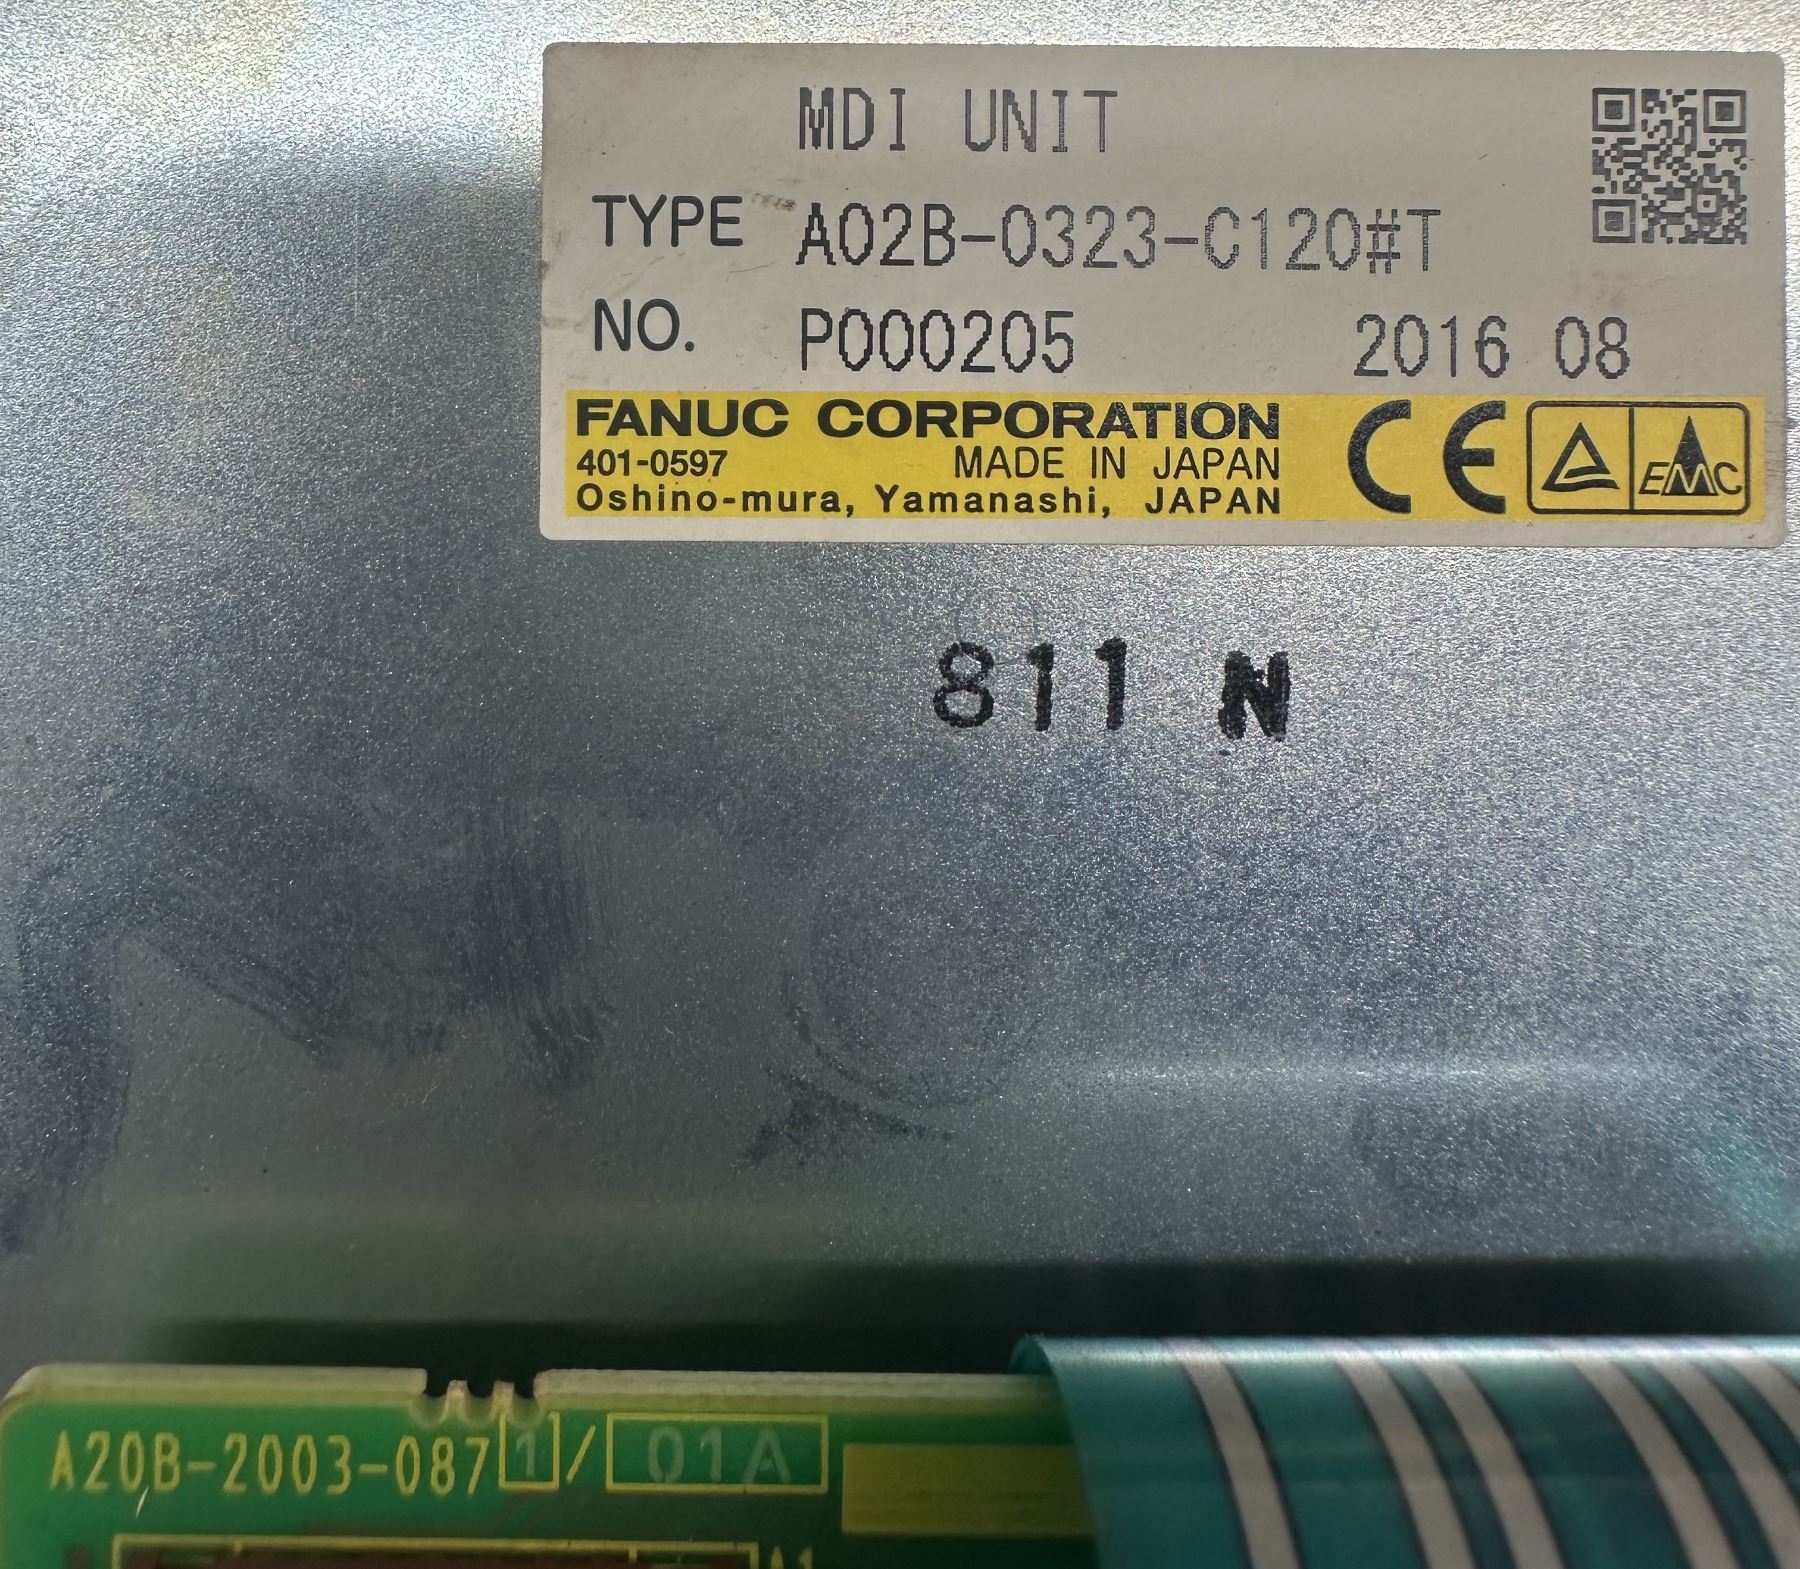 MDI UNIT
TYPE A02B-0323-C120#T
NO. P000205 2016 08
FANUC CORPORATION
401-0597 MADE IN JAPAN
Oshino-mura, Yamanashi, JAPAN
CE
EMC
811 N
A20B-2003-0871/01A
A1